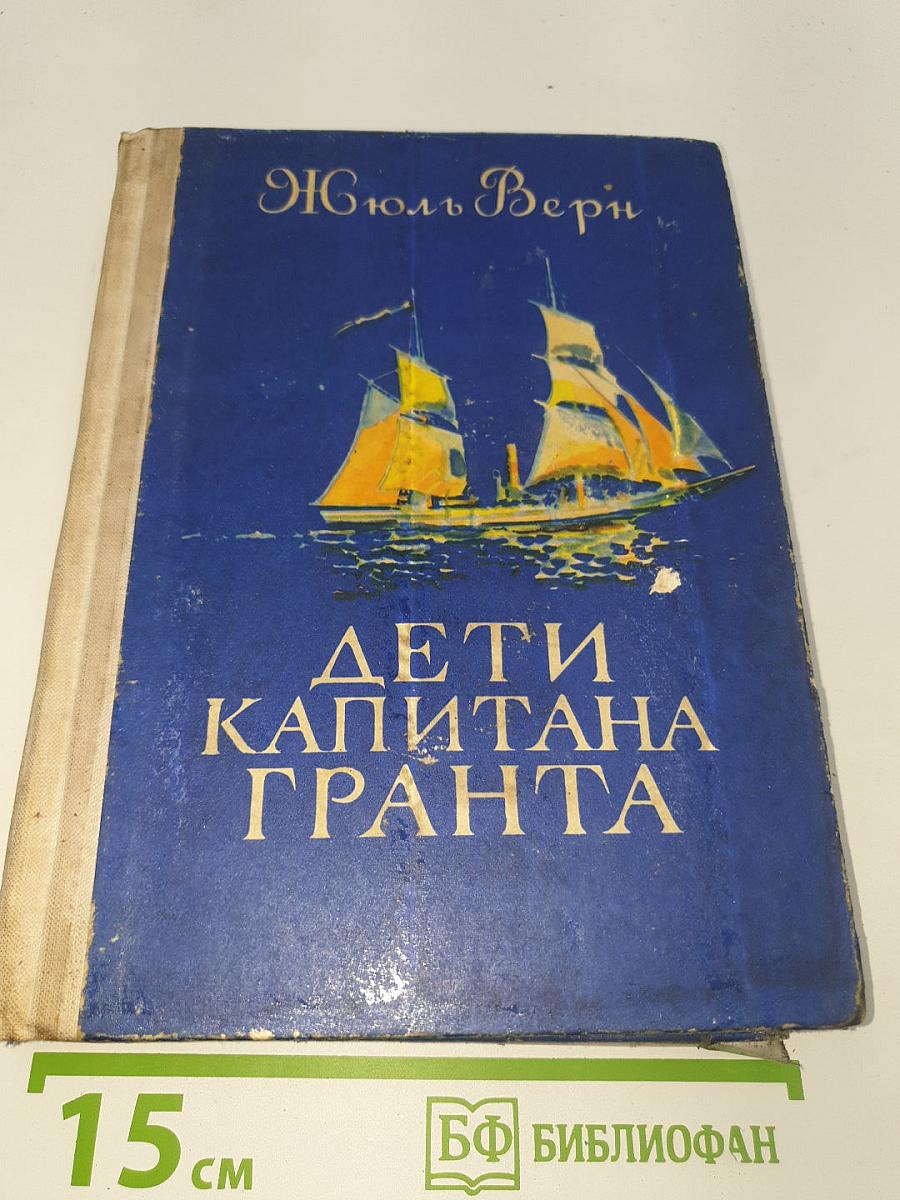 Жюль Верн
ДЕТИ
КАПИТАНА
ГРАНТА
15 см
БФ БИБЛИОФАН